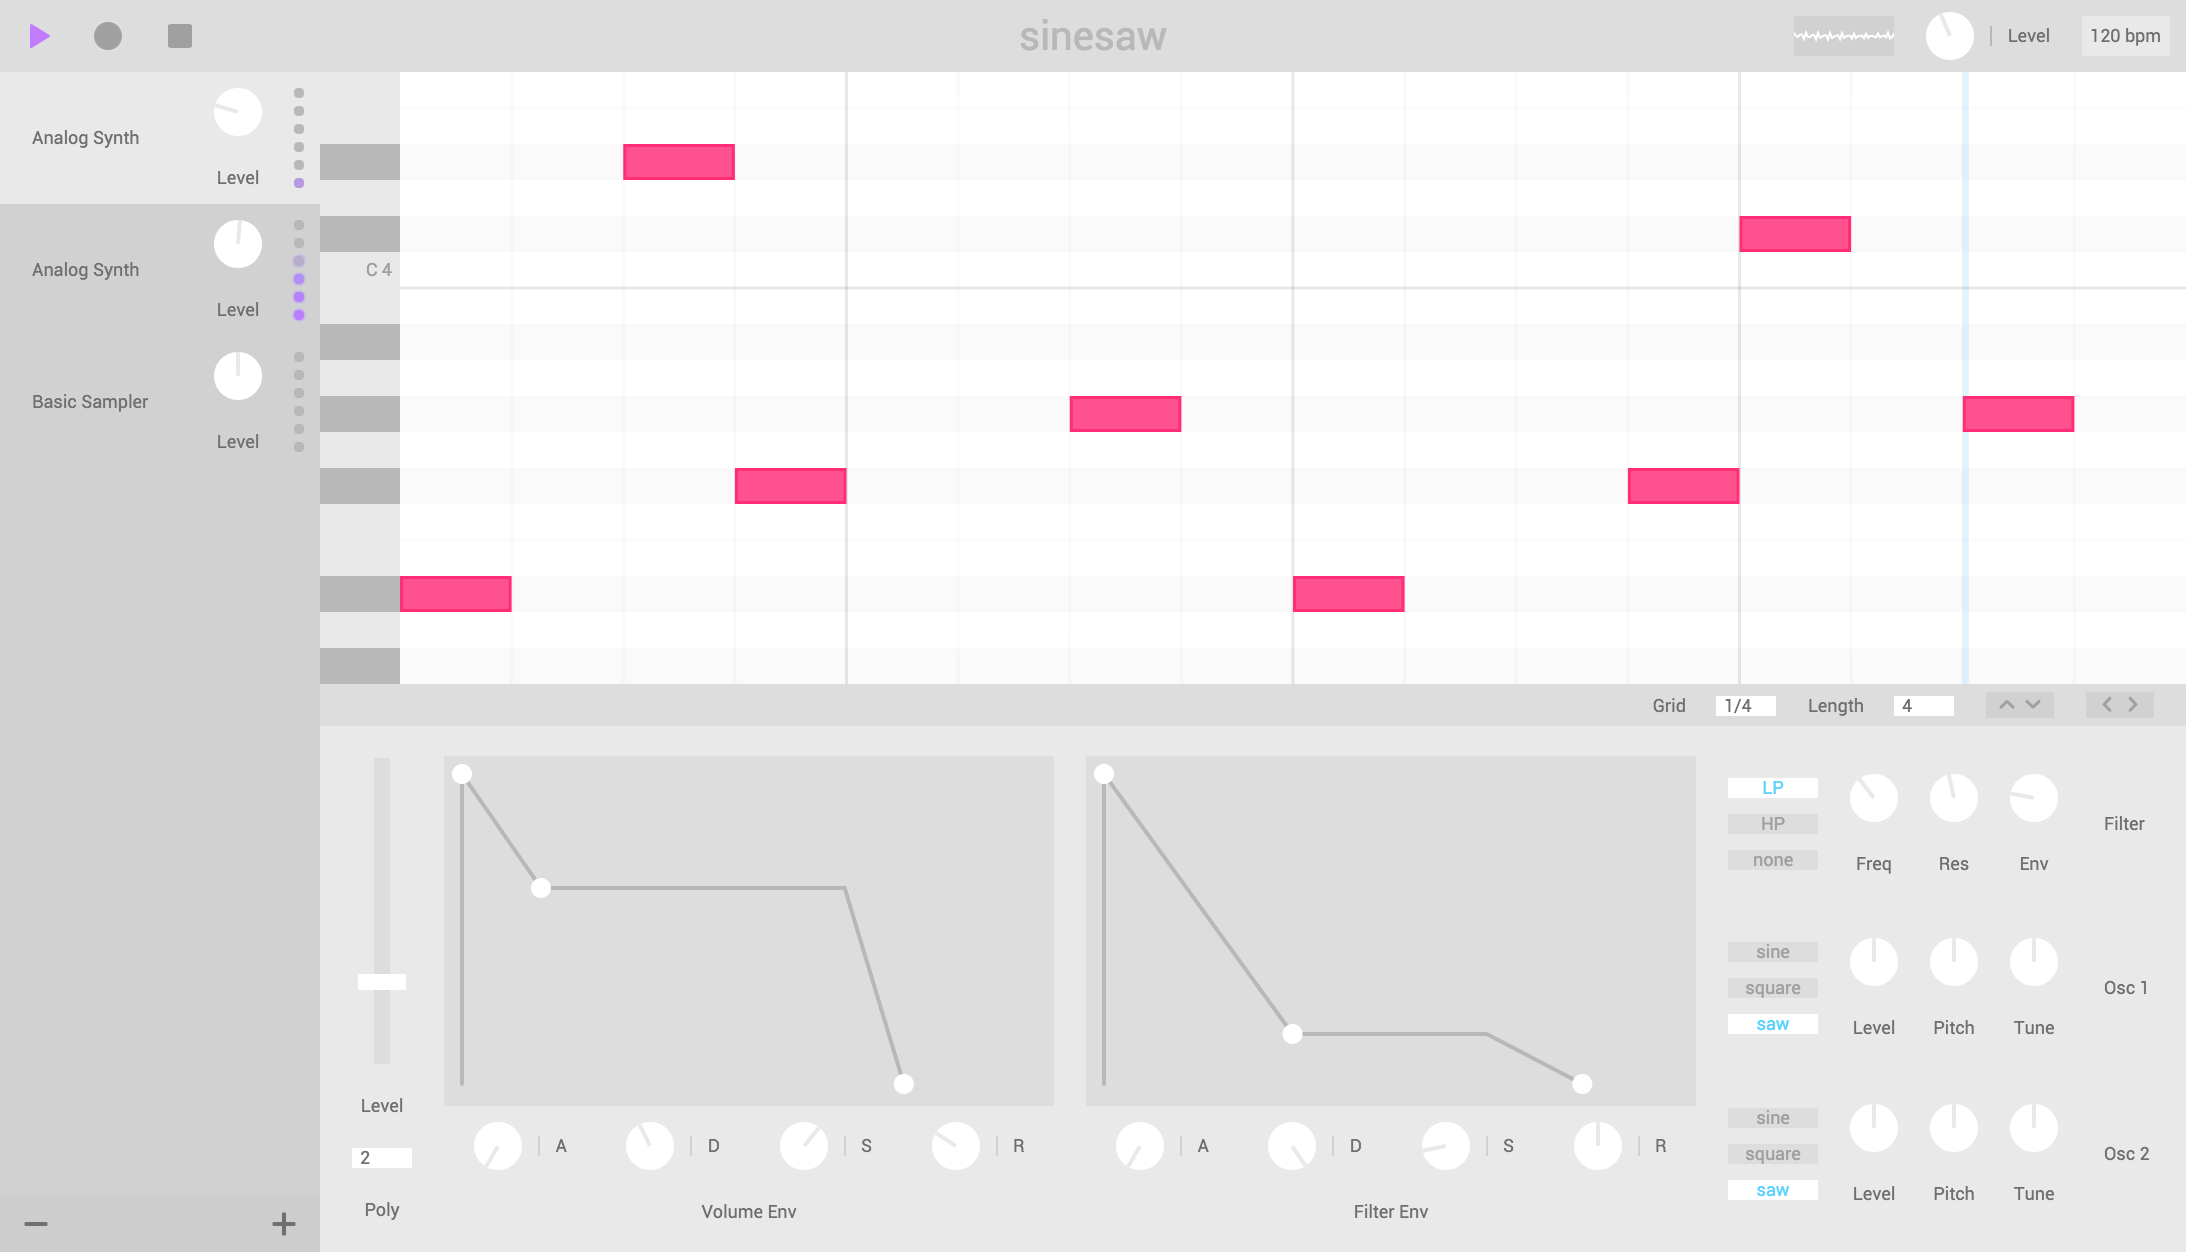 sinesaw
Level
120 bpm
Analog Synth
Level
Analog Synth
Level
Basic Sampler
Level
C 4
Grid
1/4
Length
4
Level
2
Poly
A
D
S
R
Volume Env
A
D
S
R
Filter Env
LP
HP
none
Freq
Res
Env
Filter
sine
square
saw
Level
Pitch
Tune
Osc 1
sine
square
saw
Level
Pitch
Tune
Osc 2